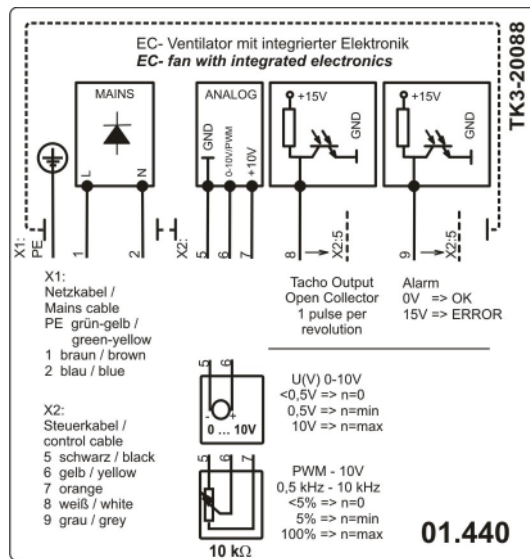 EC- Ventilator mit integrierter Elektronik
EC- fan with integrated electronics
TK3-20088
MAINS
L
N
ANALOG
GND
0-10V/PWM
+10V
+15V
GND
+15V
GND
X1:
PE
1
2
X2:
5
6
7
8
X2:5
9
X2:5
X1:
Netzkabel /
Mains cable
PE grün-gelb /
green-yellow
1 braun / brown
2 blau / blue
Tacho Output
Open Collector
1 pulse per
revolution
Alarm
0V => OK
15V => ERROR
X2:
Steuerkabel /
control cable
5 schwarz / black
6 gelb / yellow
7 orange
8 weiß / white
9 grau / grey
5
6
- +
0 ... 10V
U(V) 0-10V
<0,5V => n=0
0,5V => n=min
10V => n=max
5
6
7
10 kΩ
PWM - 10V
0,5 kHz - 10 kHz
<5% => n=0
5% => n=min
100% => n=max
01.440